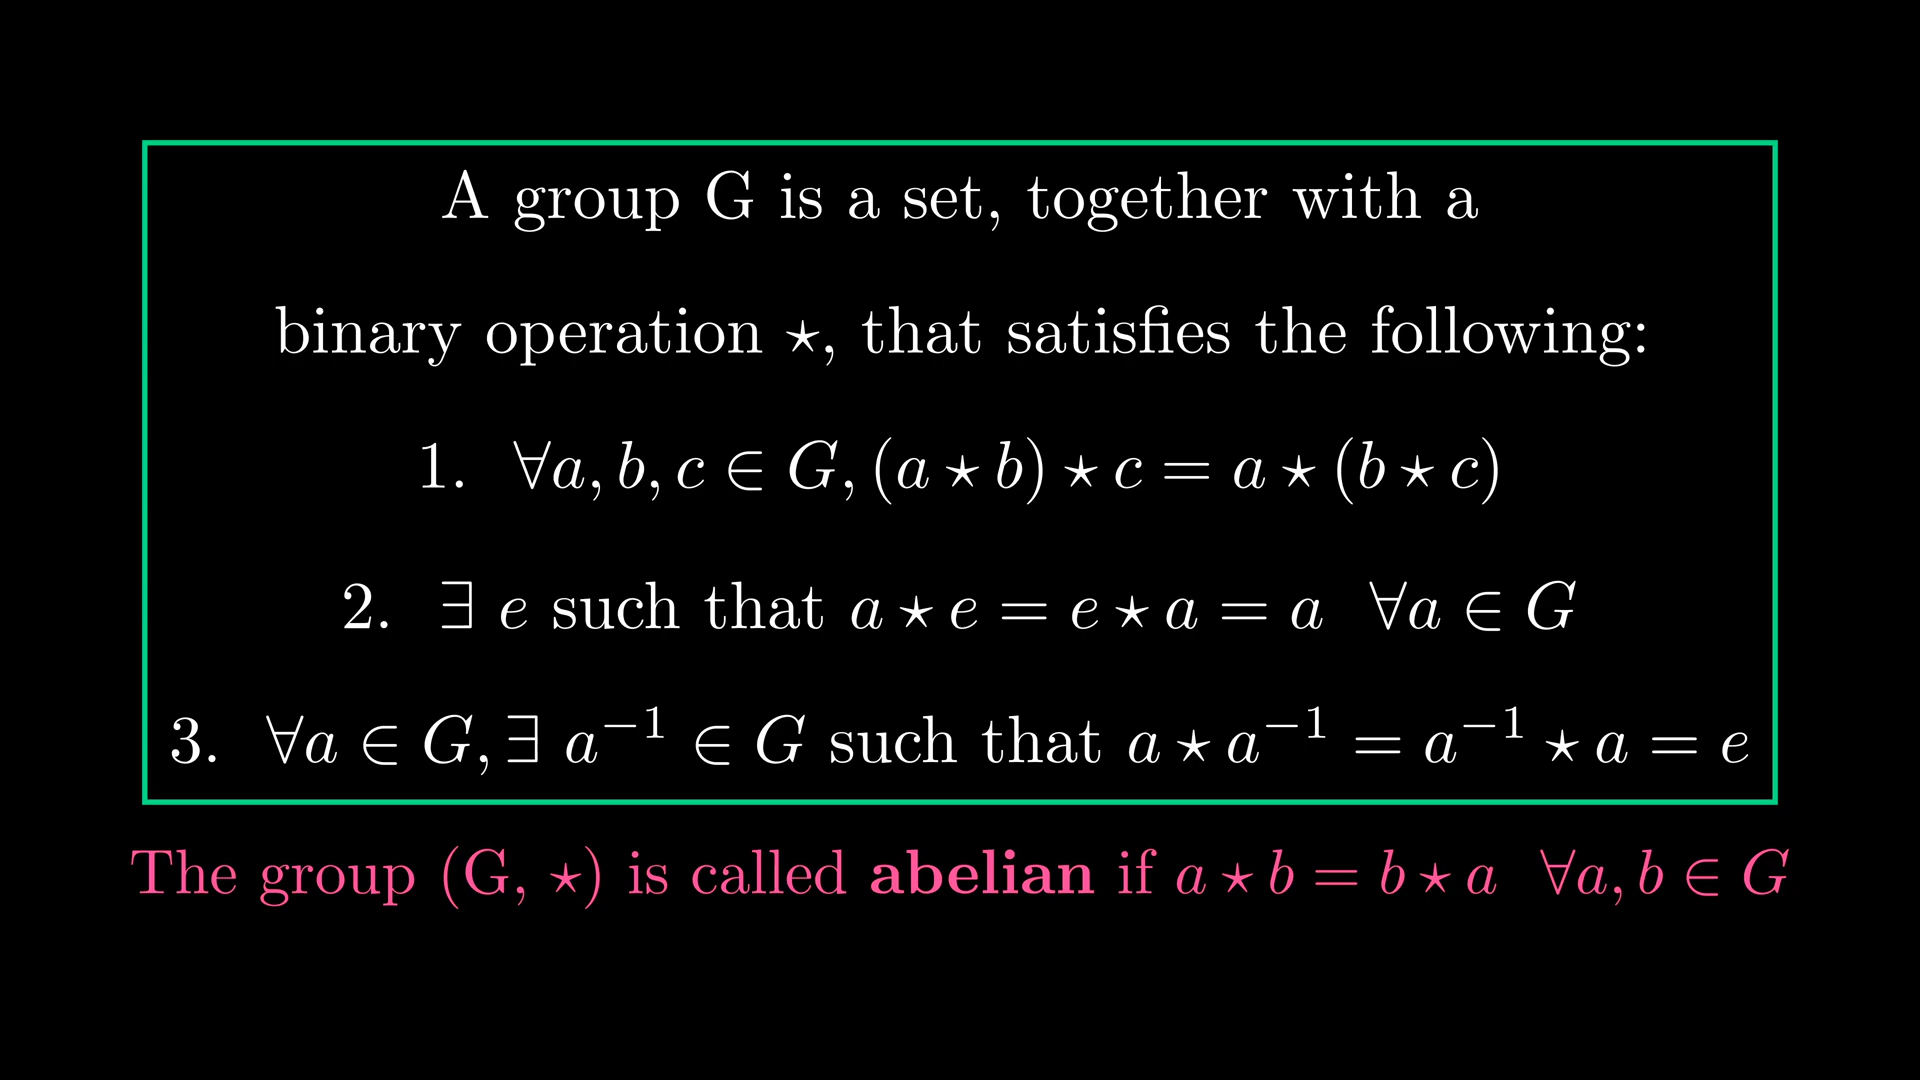 A group G is a set, together with a
binary operation ⋆, that satisfies the following:
1. ∀a, b, c ∈ G, (a ⋆ b) ⋆ c = a ⋆ (b ⋆ c)
2. ∃ e such that a ⋆ e = e ⋆ a = a ∀a ∈ G
3. ∀a ∈ G, ∃ a⁻¹ ∈ G such that a ⋆ a⁻¹ = a⁻¹ ⋆ a = e
The group (G, ⋆) is called abelian if a ⋆ b = b ⋆ a ∀a, b ∈ G